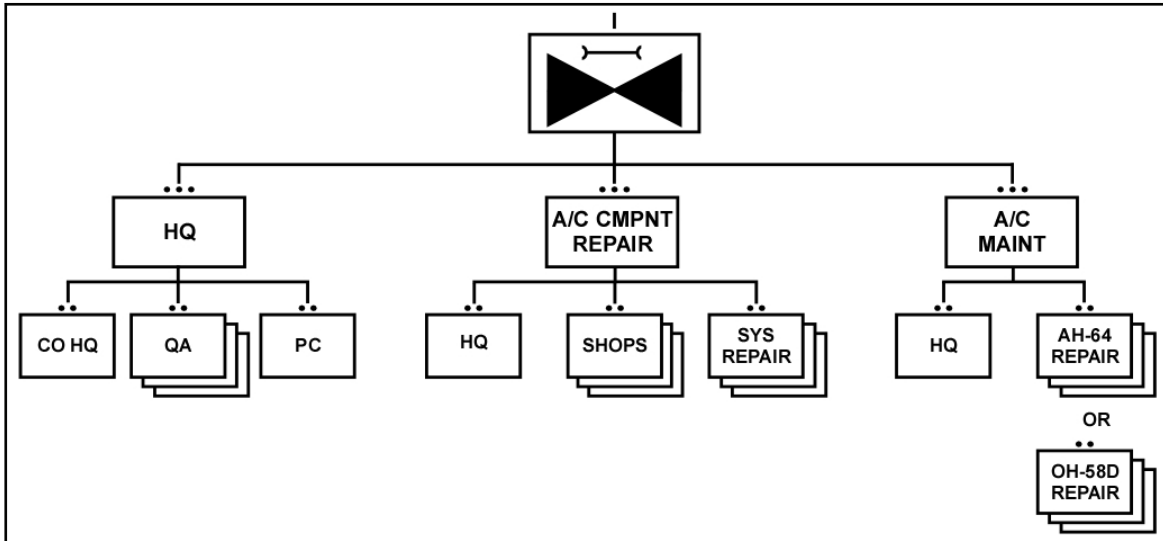 HQ
A/C CMPNT
REPAIR
A/C
MAINT
CO HQ
QA
PC
HQ
SHOPS
SYS
REPAIR
HQ
AH-64
REPAIR
OR
OH-58D
REPAIR